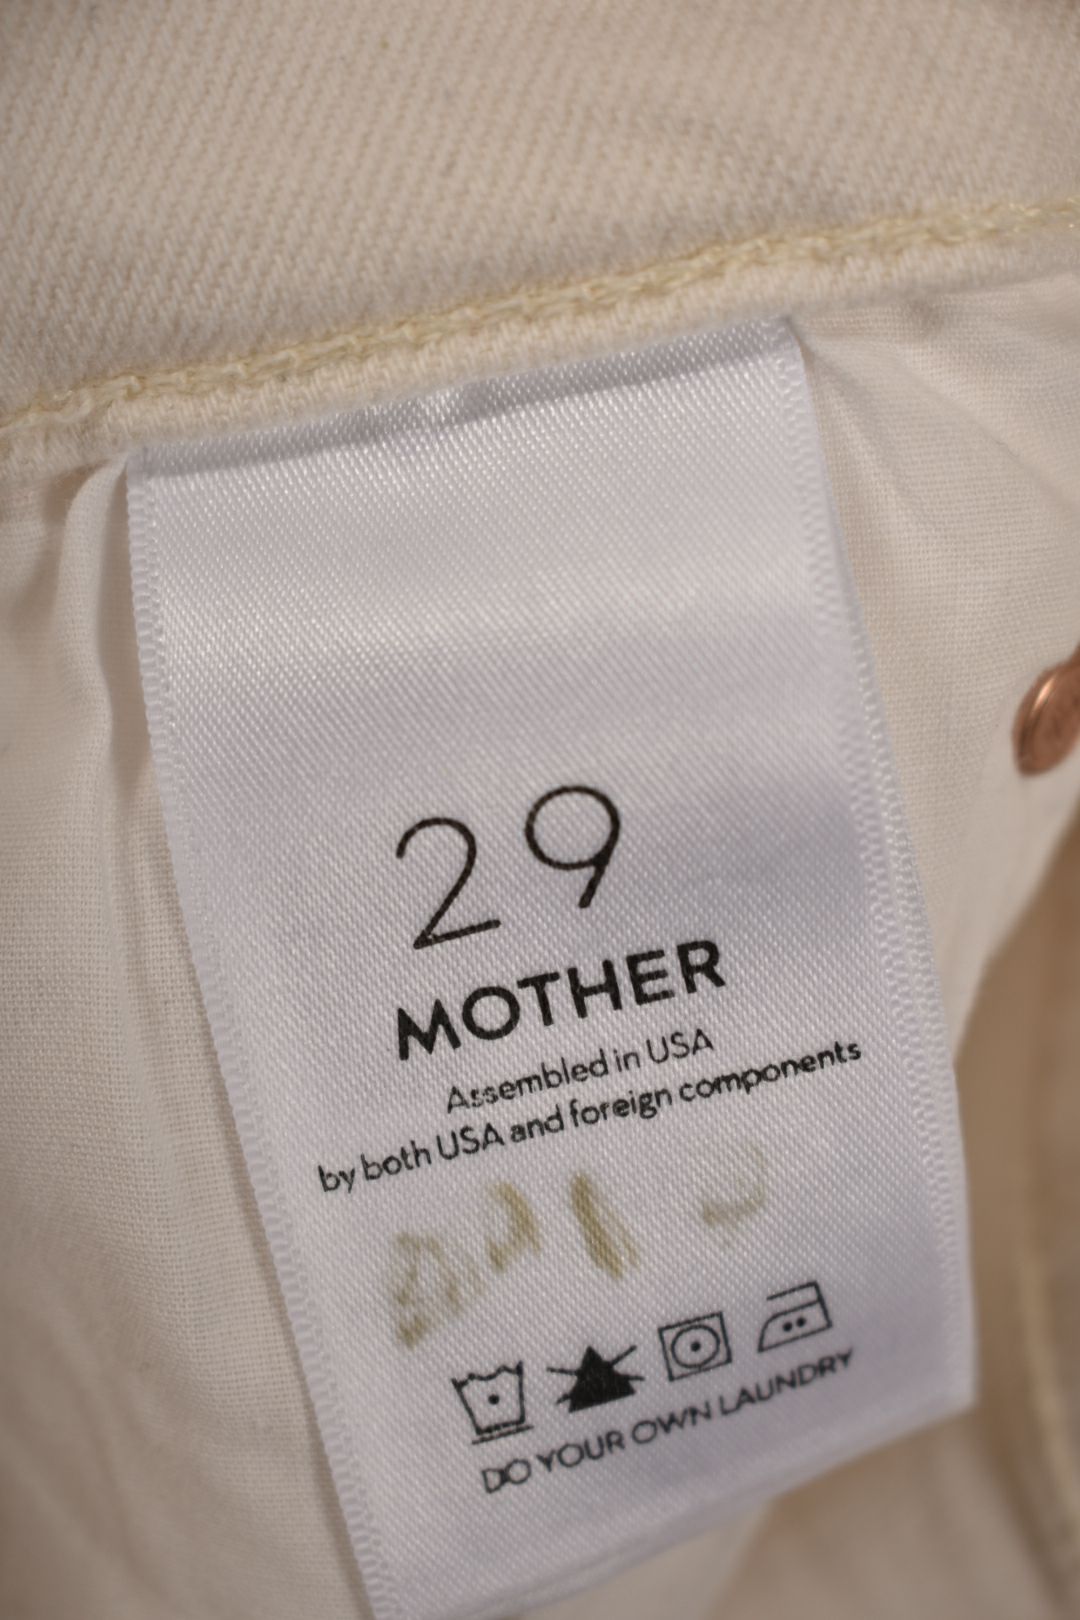 29
MOTHER
Assembled in USA
by both USA and foreign components
DO YOUR OWN LAUNDRY